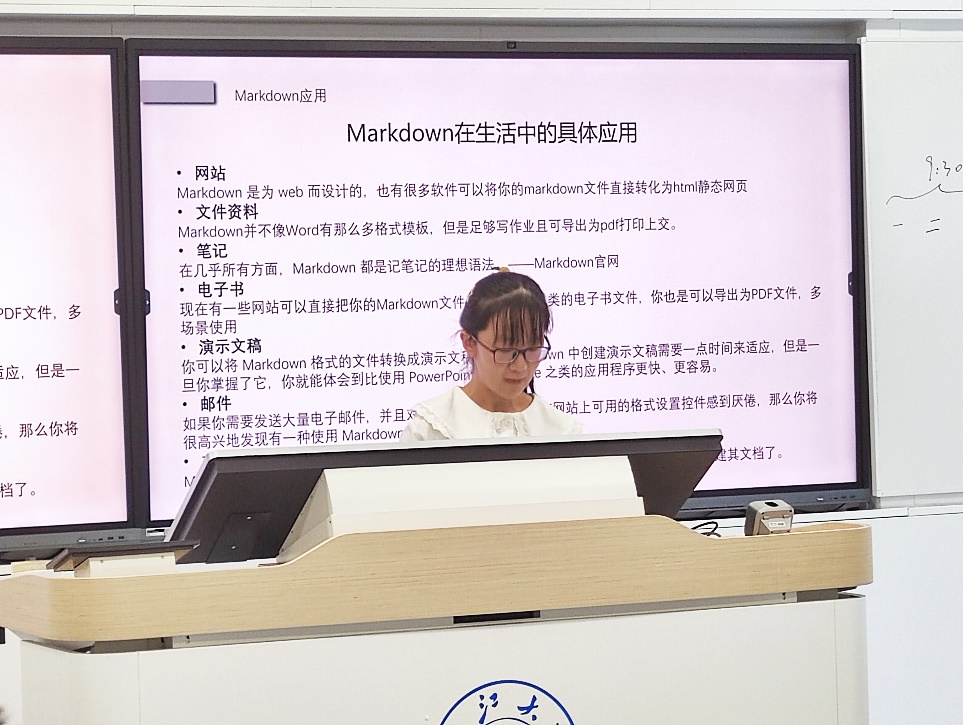 Markdown应用
Markdown在生活中的具体应用
• 网站
Markdown 是为 web 而设计的，也有很多软件可以将你的markdown文件直接转化为html静态网页
• 文件资料
Markdown并不像Word有那么多格式模板，但是足够写作业且可导出为pdf打印上交。
• 笔记
在几乎所有方面，Markdown 都是记笔记的理想语法。——Markdown官网
• 电子书
现在有一些网站可以直接把你的Markdown文件 类的电子书文件，你也是可以导出为PDF文件，多
场景使用
• 演示文稿
你可以将 Markdown 格式的文件转换成演示文稿 wn 中创建演示文稿需要一点时间来适应，但是一
旦你掌握了它，你就能体会到比使用 PowerPoin e 之类的应用程序更快、更容易。
• 邮件
如果你需要发送大量电子邮件，并且对 网站上可用的格式设置控件感到厌倦，那么你将
很高兴地发现有一种使用 Markdown
建其文档了。
PDF文件，多
适应，但是一
那么你将
档了。
9:30
一 二
江 大